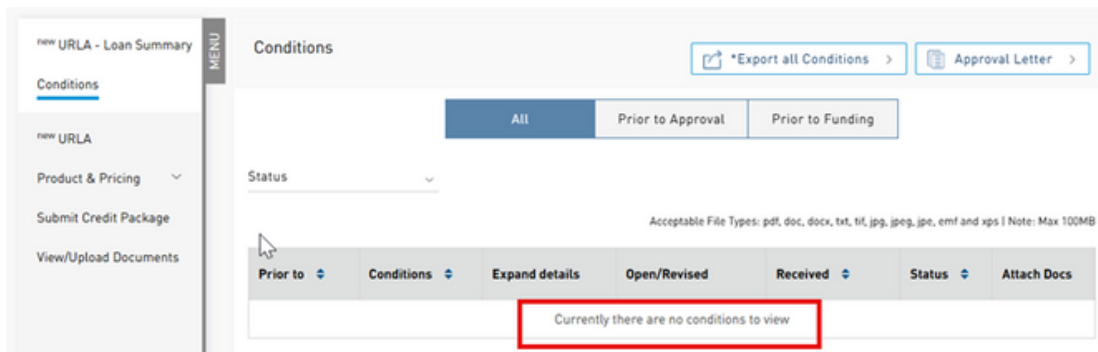 new URLA - Loan Summary
Conditions
new URLA
Product & Pricing
Submit Credit Package
View/Upload Documents
MENU
Conditions
*Export all Conditions >
Approval Letter >
All
Prior to Approval
Prior to Funding
Status
Acceptable File Types: pdf, doc, docx, txt, tif, jpg, jpeg, jpe, emf and xps | Note: Max 100MB
Prior to Conditions Expand details Open/Revised Received Status Attach Docs
Currently there are no conditions to view